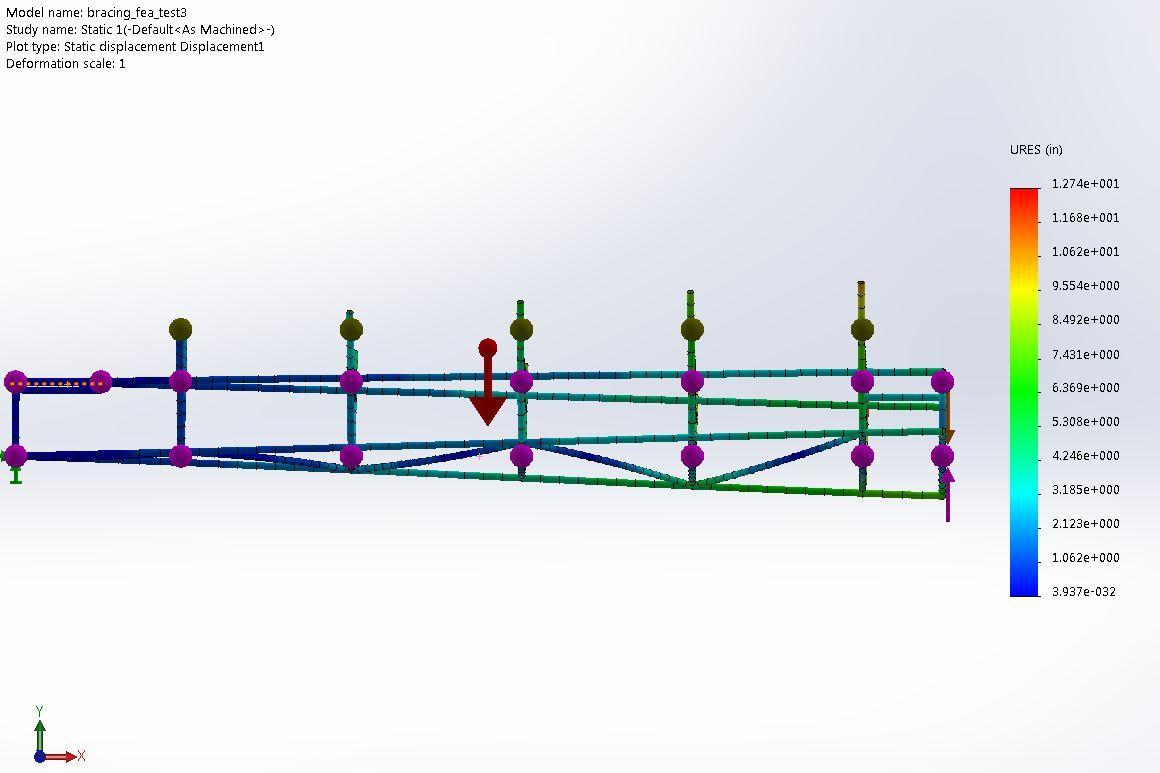 Model name: bracing_fea_test3
Study name: Static 1(-Default<As Machined>-)
Plot type: Static displacement Displacement1
Deformation scale: 1
URES (in)
1.274e+001
1.168e+001
1.062e+001
9.554e+000
8.492e+000
7.431e+000
6.369e+000
5.308e+000
4.246e+000
3.185e+000
2.123e+000
1.062e+000
3.937e-032
Y
X